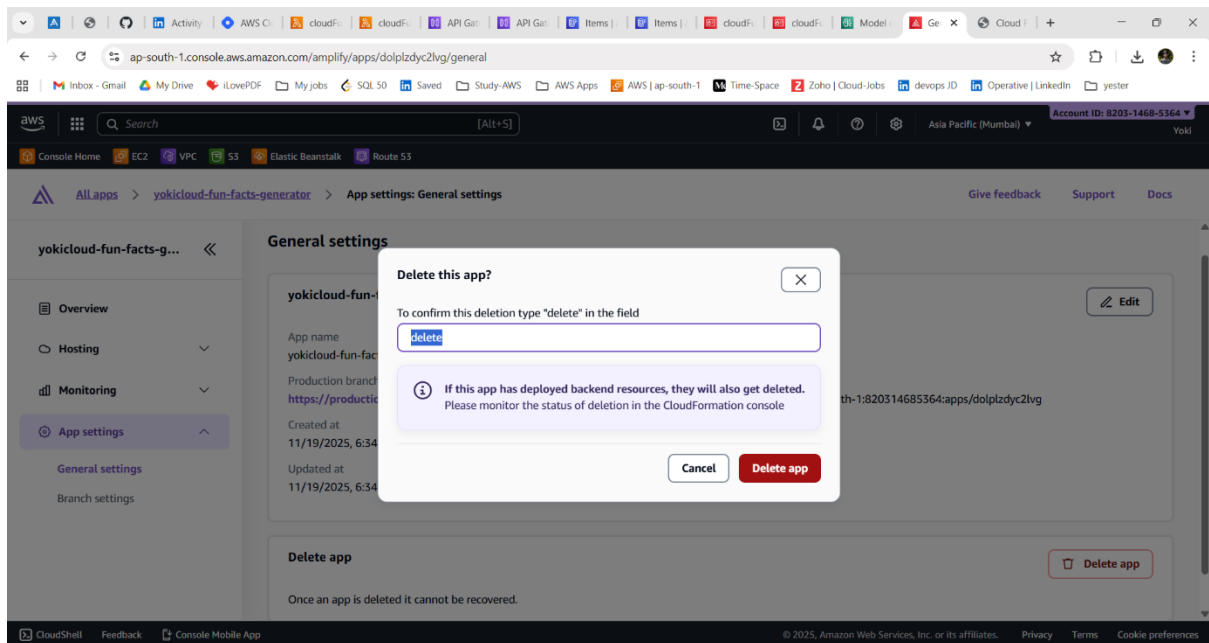 Activity
AWS Cl
cloudFu
cloudFu
API Gat
API Gat
Items | 
Items | 
cloudFu
cloudFu
Model
Ge
Cloud F
ap-south-1.console.aws.amazon.com/amplify/apps/dolplzdyc2lvg/general
Inbox - Gmail My Drive iLovePDF My jobs SQL 50 Saved Study-AWS AWS Apps AWS | ap-south-1 Time-Space Zoho | Cloud-Jobs devops JD Operative | LinkedIn yester
aws Search [Alt+S] Asia Pacific (Mumbai) Account ID: 8203-1468-5364
Yoki
Console Home EC2 VPC S3 Elastic Beanstalk Route 53
All apps > yokicloud-fun-facts-generator > App settings: General settings Give feedback Support Docs
yokicloud-fun-facts-g...
Overview
Hosting
Monitoring
App settings
General settings
Branch settings
General settings
yokicloud-fun-f
Edit
App name
yokicloud-fun-fac
Production branch
https://productio
th-1:820314685364:apps/dolplzdyc2lvg
Created at
11/19/2025, 6:34
Updated at
11/19/2025, 6:34
Delete this app?
To confirm this deletion type "delete" in the field
delete
If this app has deployed backend resources, they will also get deleted.
Please monitor the status of deletion in the CloudFormation console
Cancel Delete app
Delete app
Delete app
Once an app is deleted it cannot be recovered.
CloudShell Feedback Console Mobile App © 2025, Amazon Web Services, Inc. or its affiliates. Privacy Terms Cookie preferences